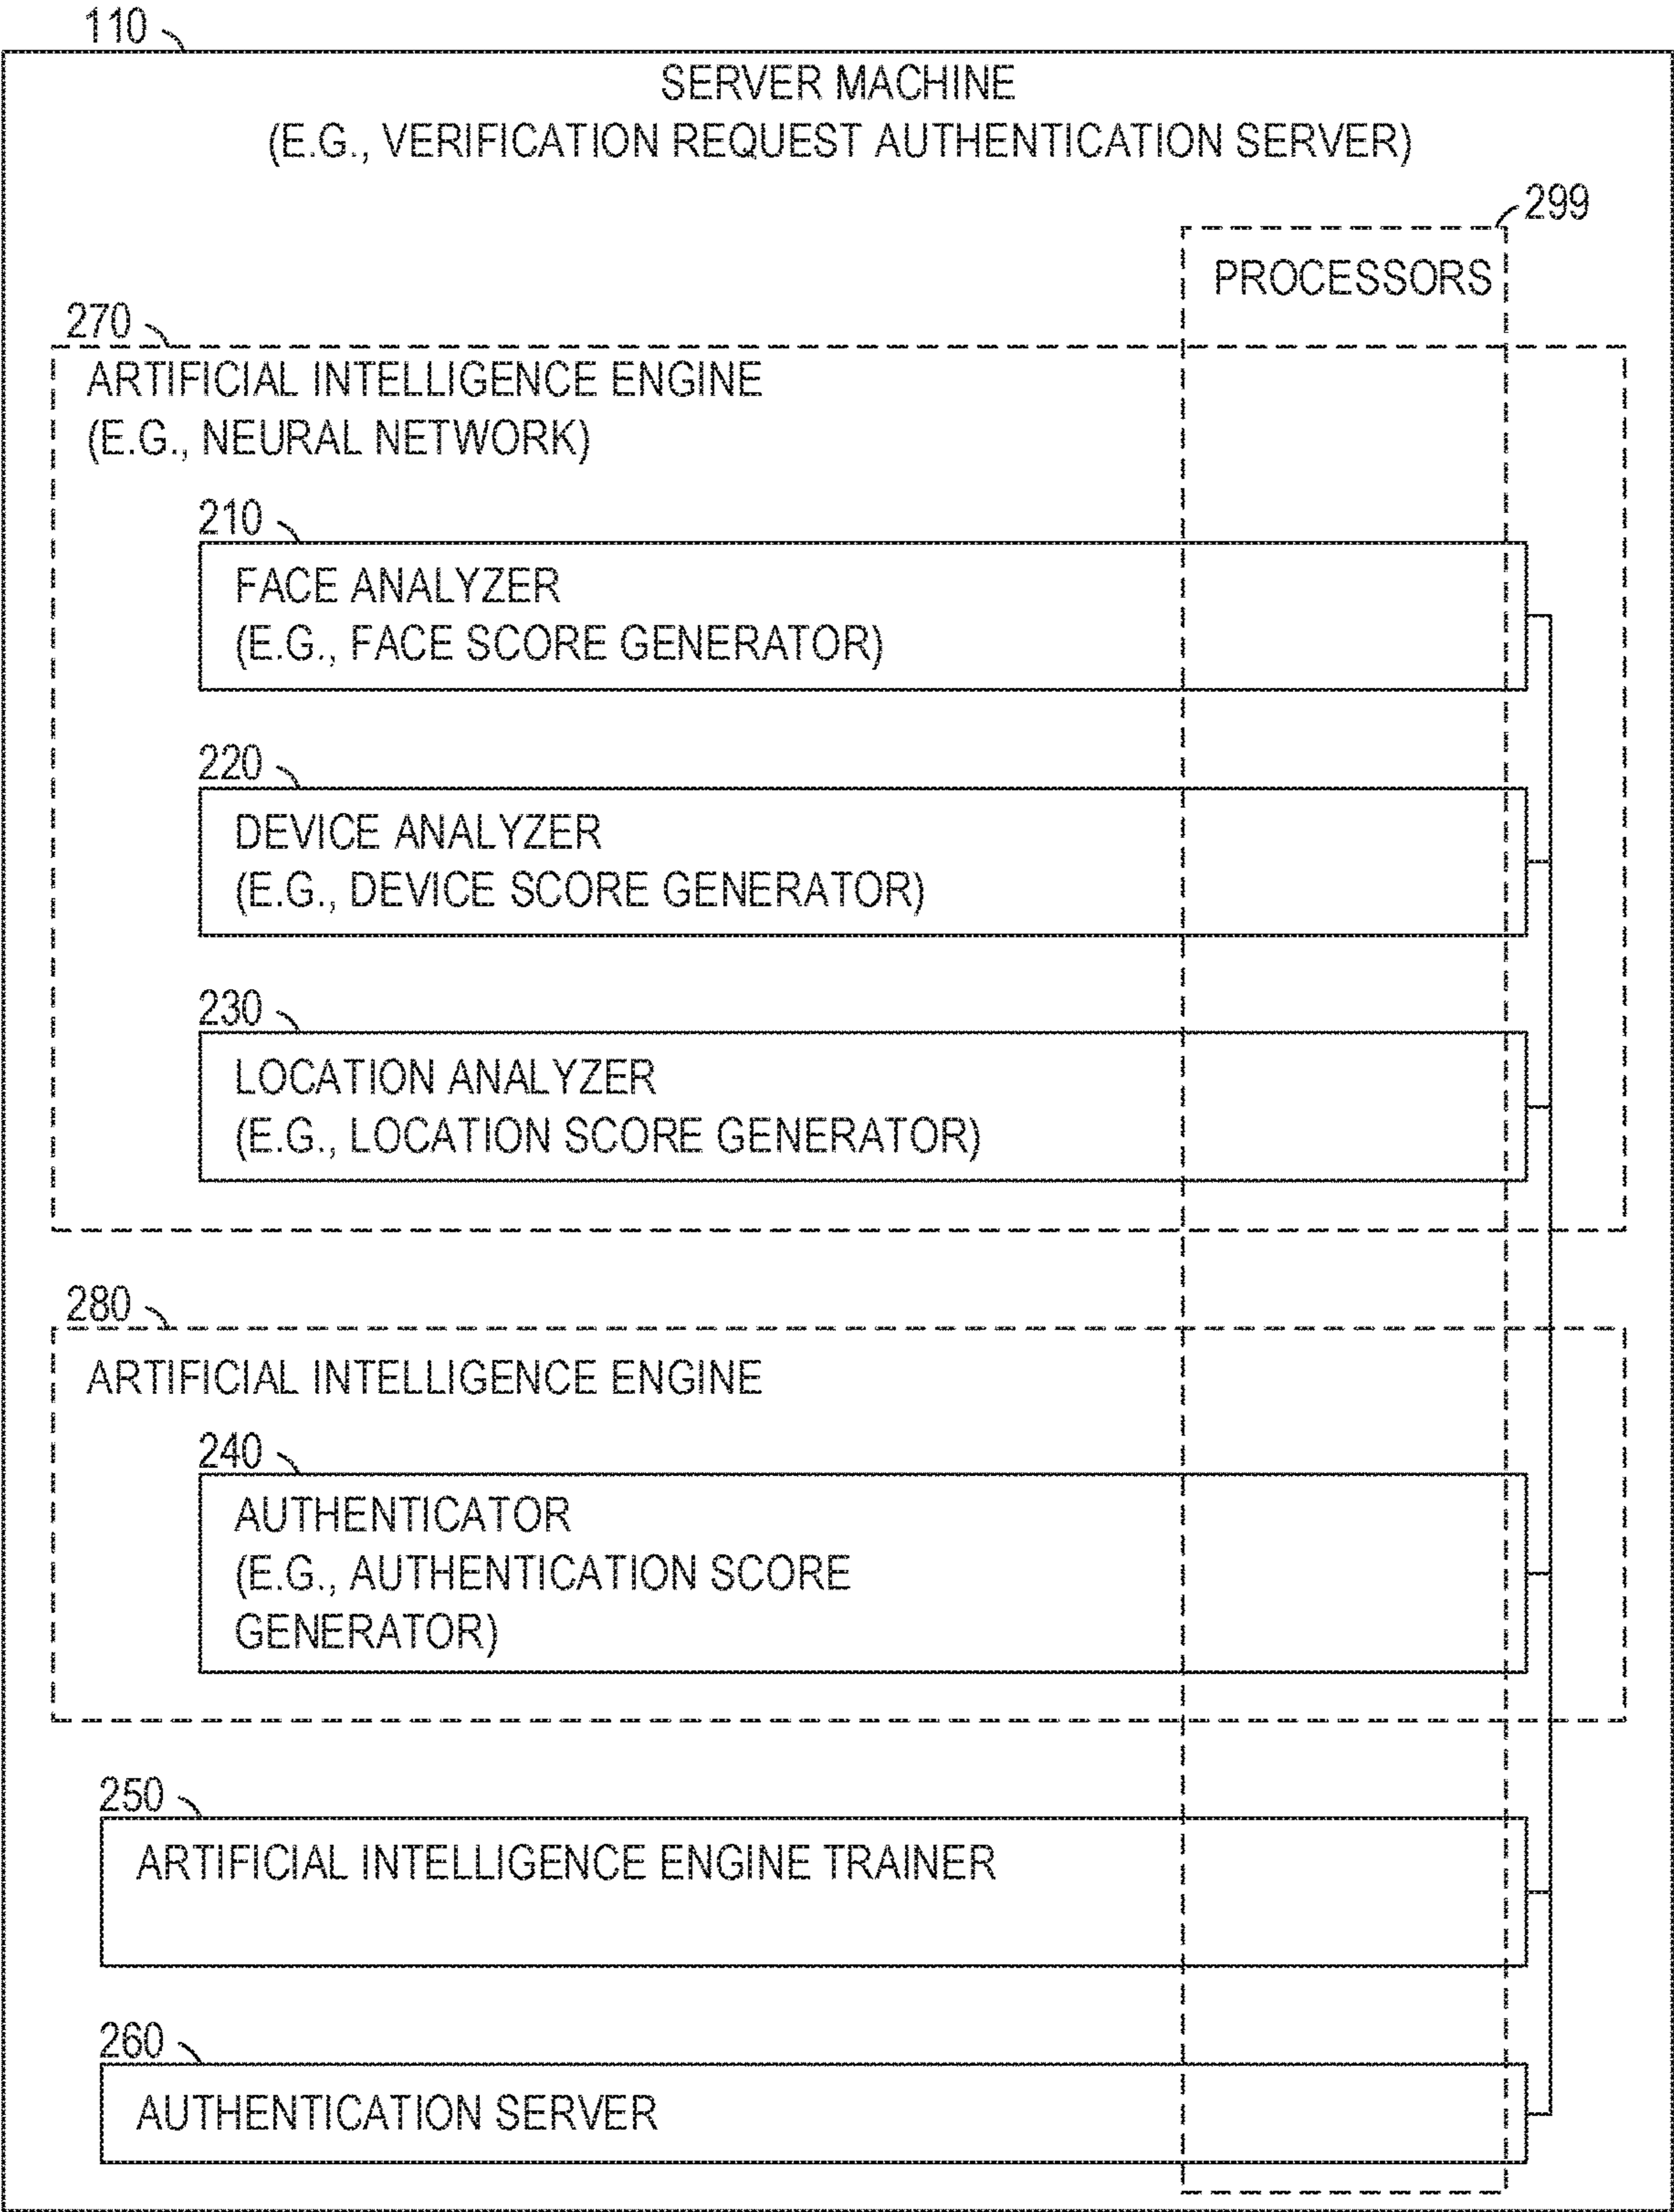 110
SERVER MACHINE
(E.G., VERIFICATION REQUEST AUTHENTICATION SERVER)
299
PROCESSORS
270
ARTIFICIAL INTELLIGENCE ENGINE
(E.G., NEURAL NETWORK)
210
FACE ANALYZER
(E.G., FACE SCORE GENERATOR)
220
DEVICE ANALYZER
(E.G., DEVICE SCORE GENERATOR)
230
LOCATION ANALYZER
(E.G., LOCATION SCORE GENERATOR)
280
ARTIFICIAL INTELLIGENCE ENGINE
240
AUTHENTICATOR
(E.G., AUTHENTICATION SCORE
GENERATOR)
250
ARTIFICIAL INTELLIGENCE ENGINE TRAINER
260
AUTHENTICATION SERVER